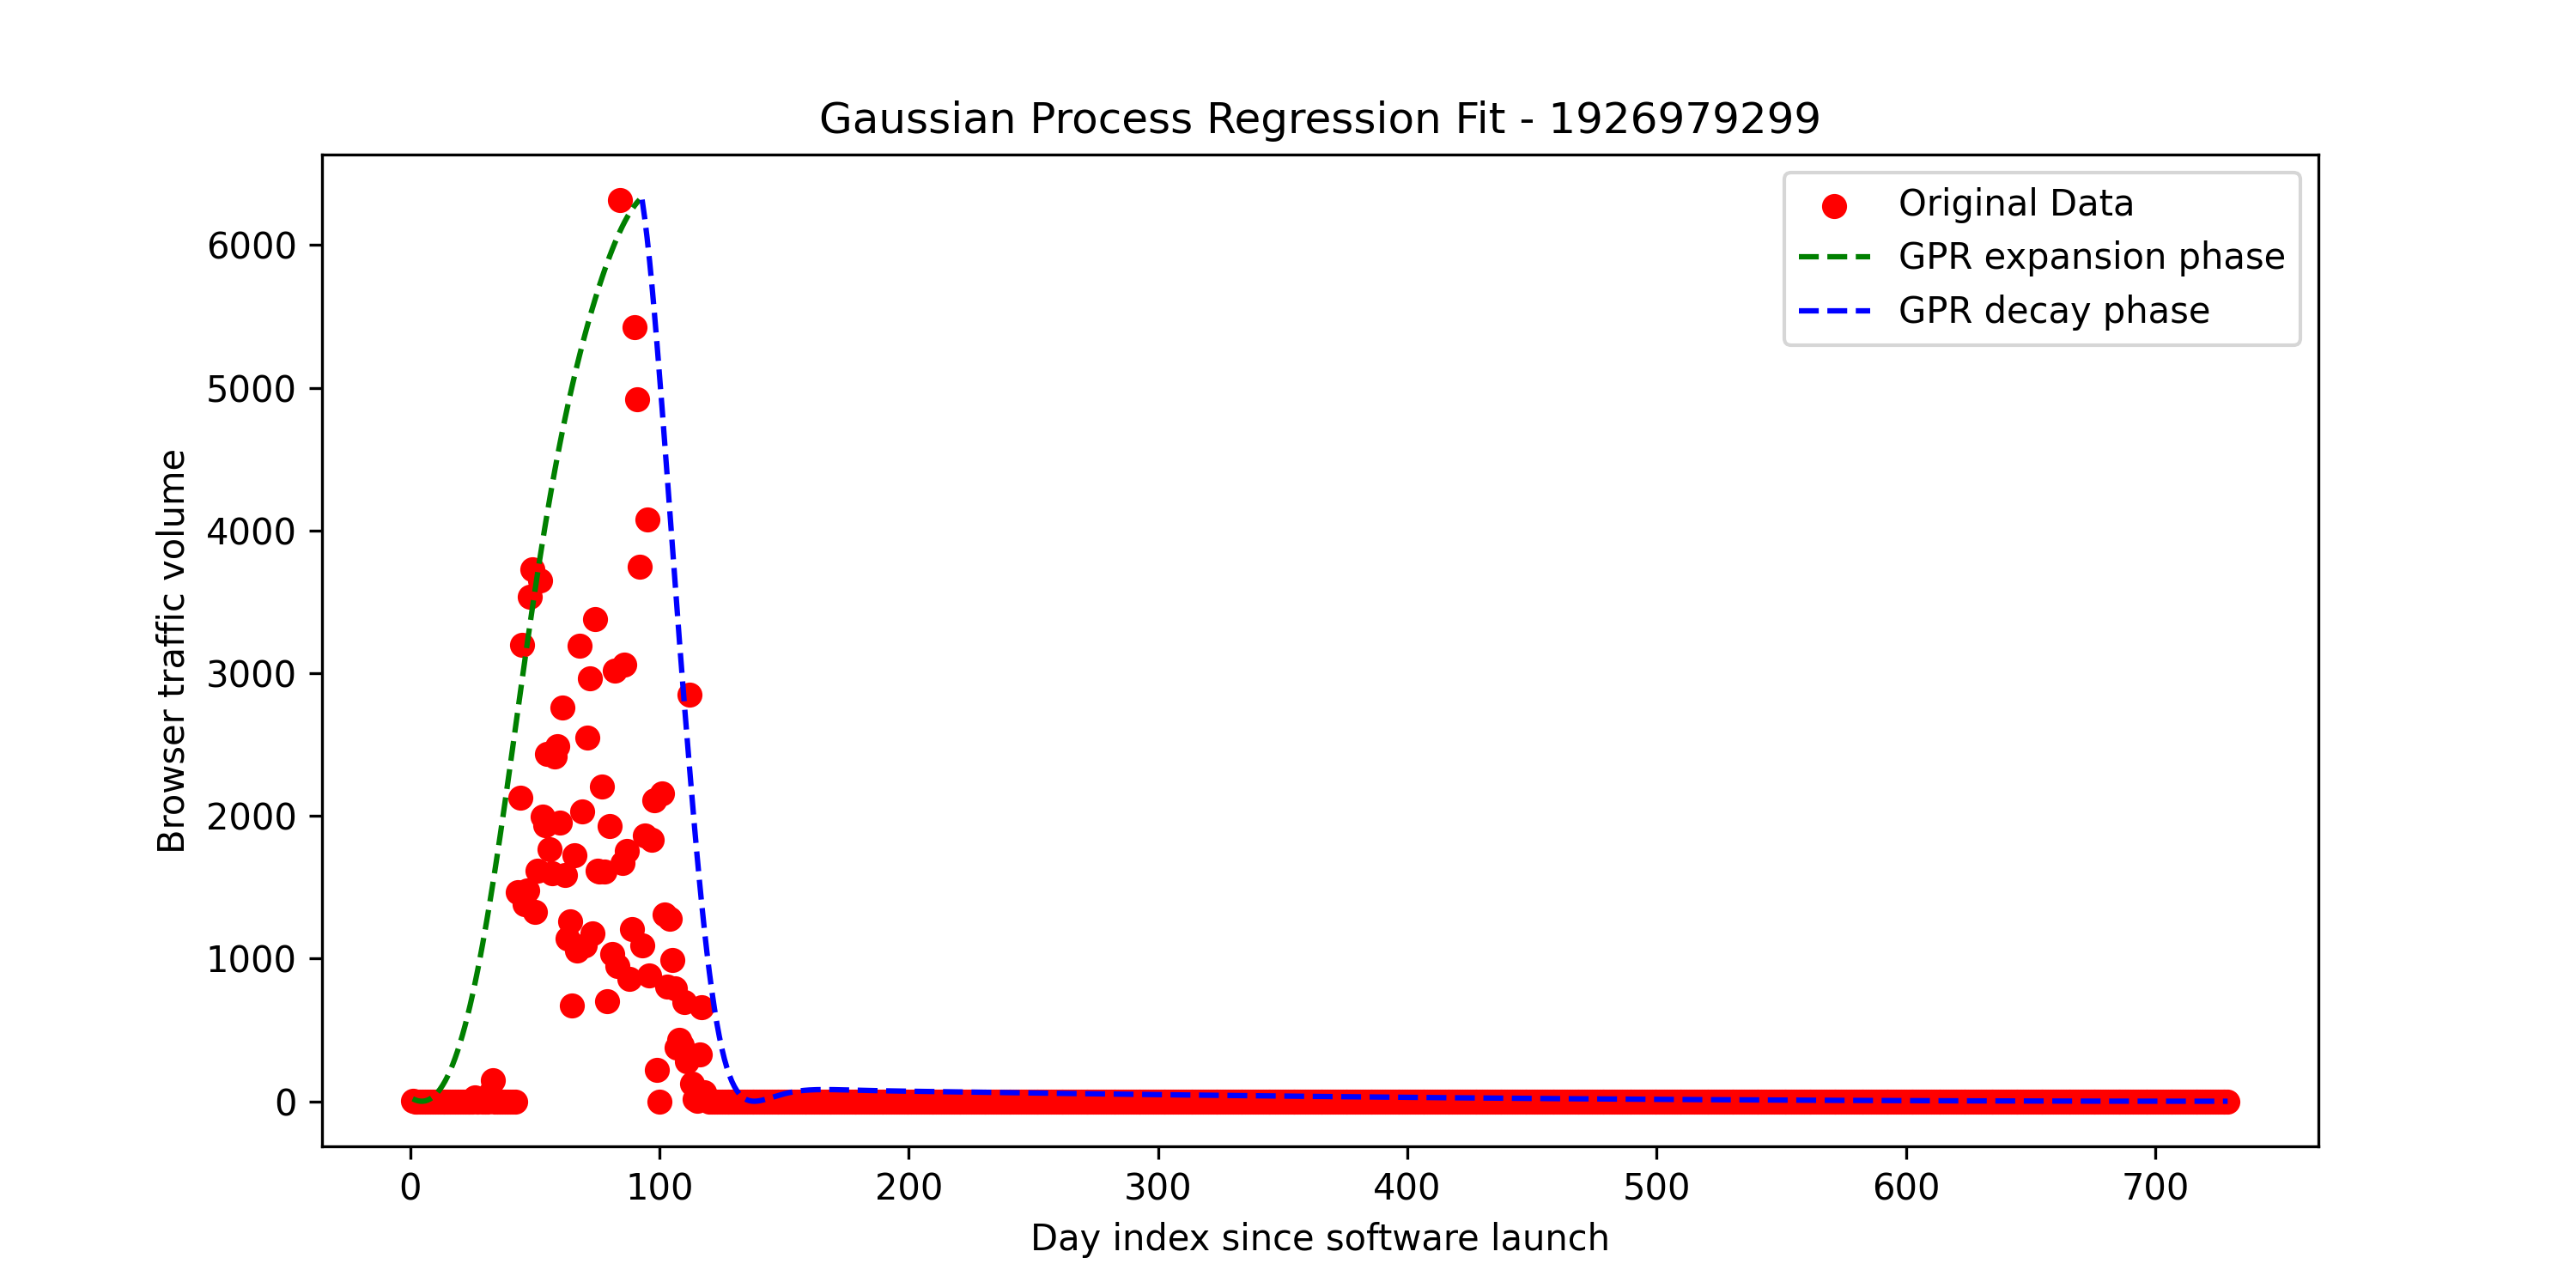 Gaussian Process Regression Fit - 1926979299
Original Data
GPR expansion phase
GPR decay phase
Browser traffic volume
6000
5000
4000
3000
2000
1000
0
0 100 200 300 400 500 600 700
Day index since software launch